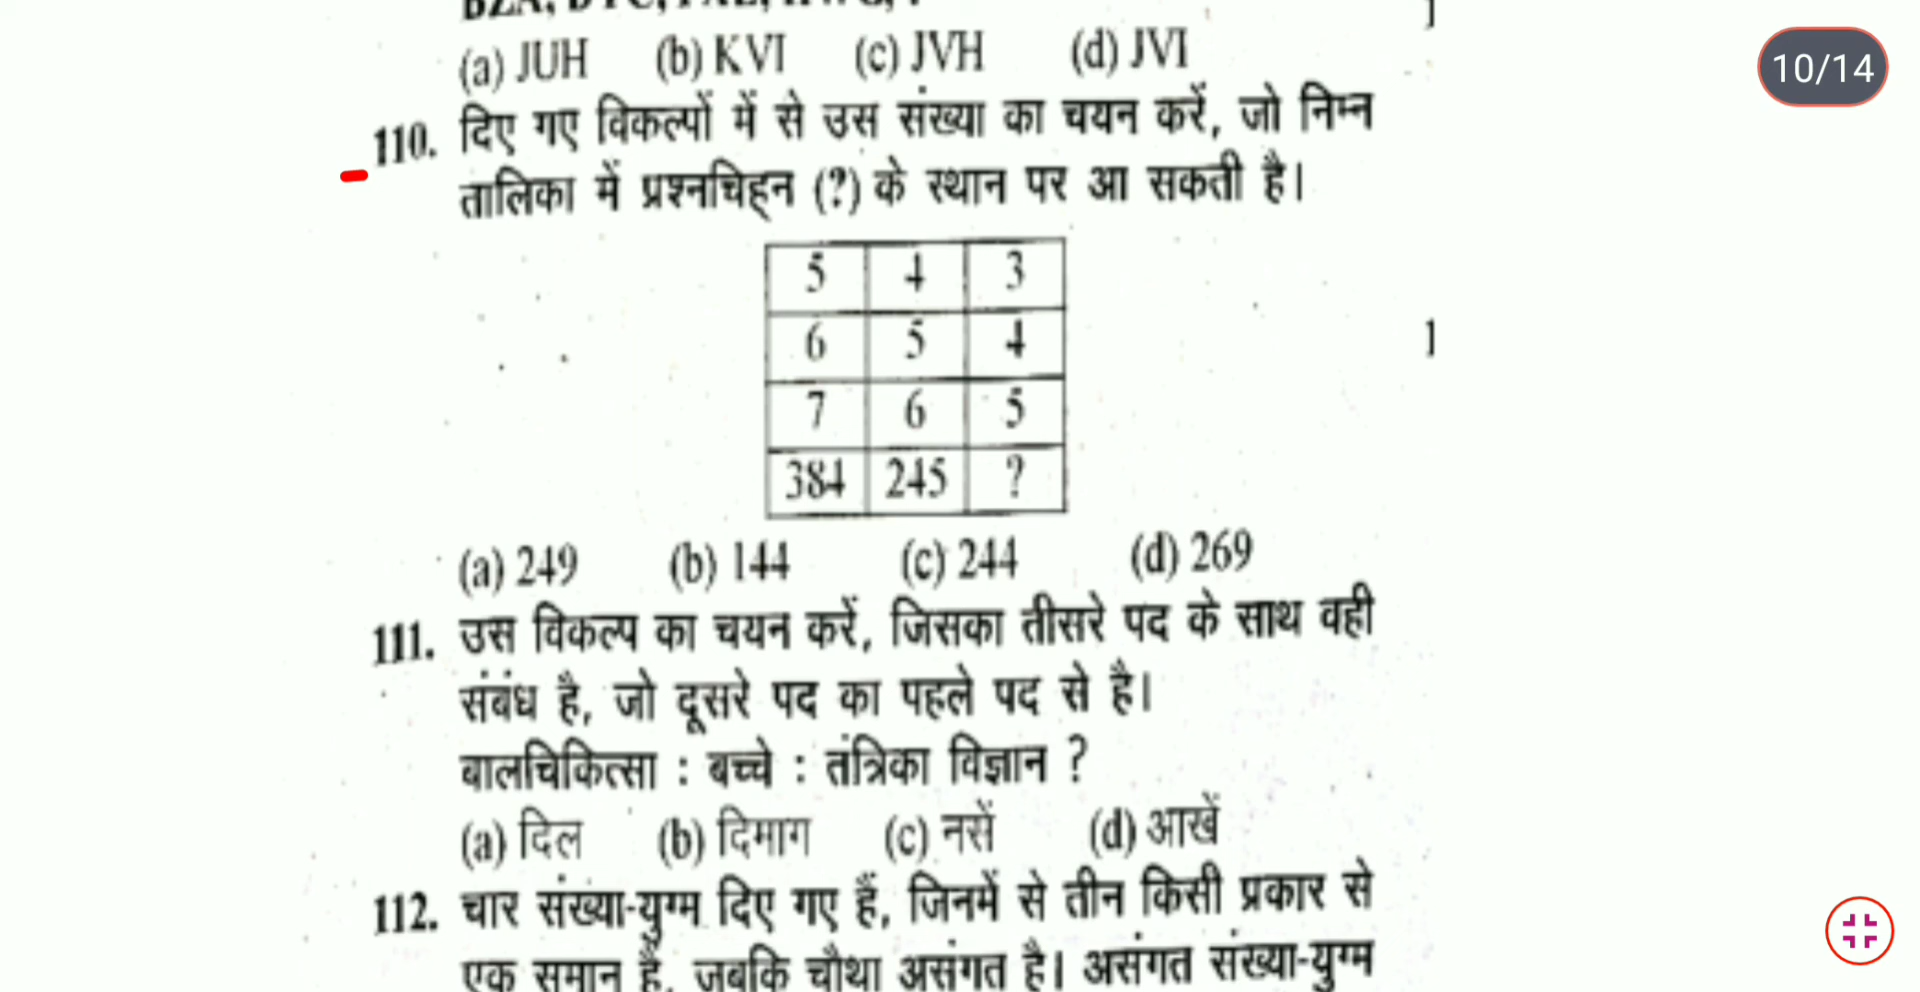 (a) JUH (b) KVI (c) JVH (d) JVI
10/14
110. दिए गए विकल्पों में से उस संख्या का चयन करें, जो निम्न
तालिका में प्रश्नचिह्न (?) के स्थान पर आ सकती है।
5 4 3
6 5 4
7 6 5
384 245 ?
(a) 249 (b) 144 (c) 244 (d) 269
111. उस विकल्प का चयन करें, जिसका तीसरे पद के साथ वही
संबंध है, जो दूसरे पद का पहले पद से है।
बालचिकित्सा : बच्चे : तंत्रिका विज्ञान ?
(a) दिल (b) दिमाग (c) नसें (d) आखें
112. चार संख्या-युग्म दिए गए हैं, जिनमें से तीन किसी प्रकार से
एक समान हैं, जबकि चौथा असंगत है। असंगत संख्या-युग्म